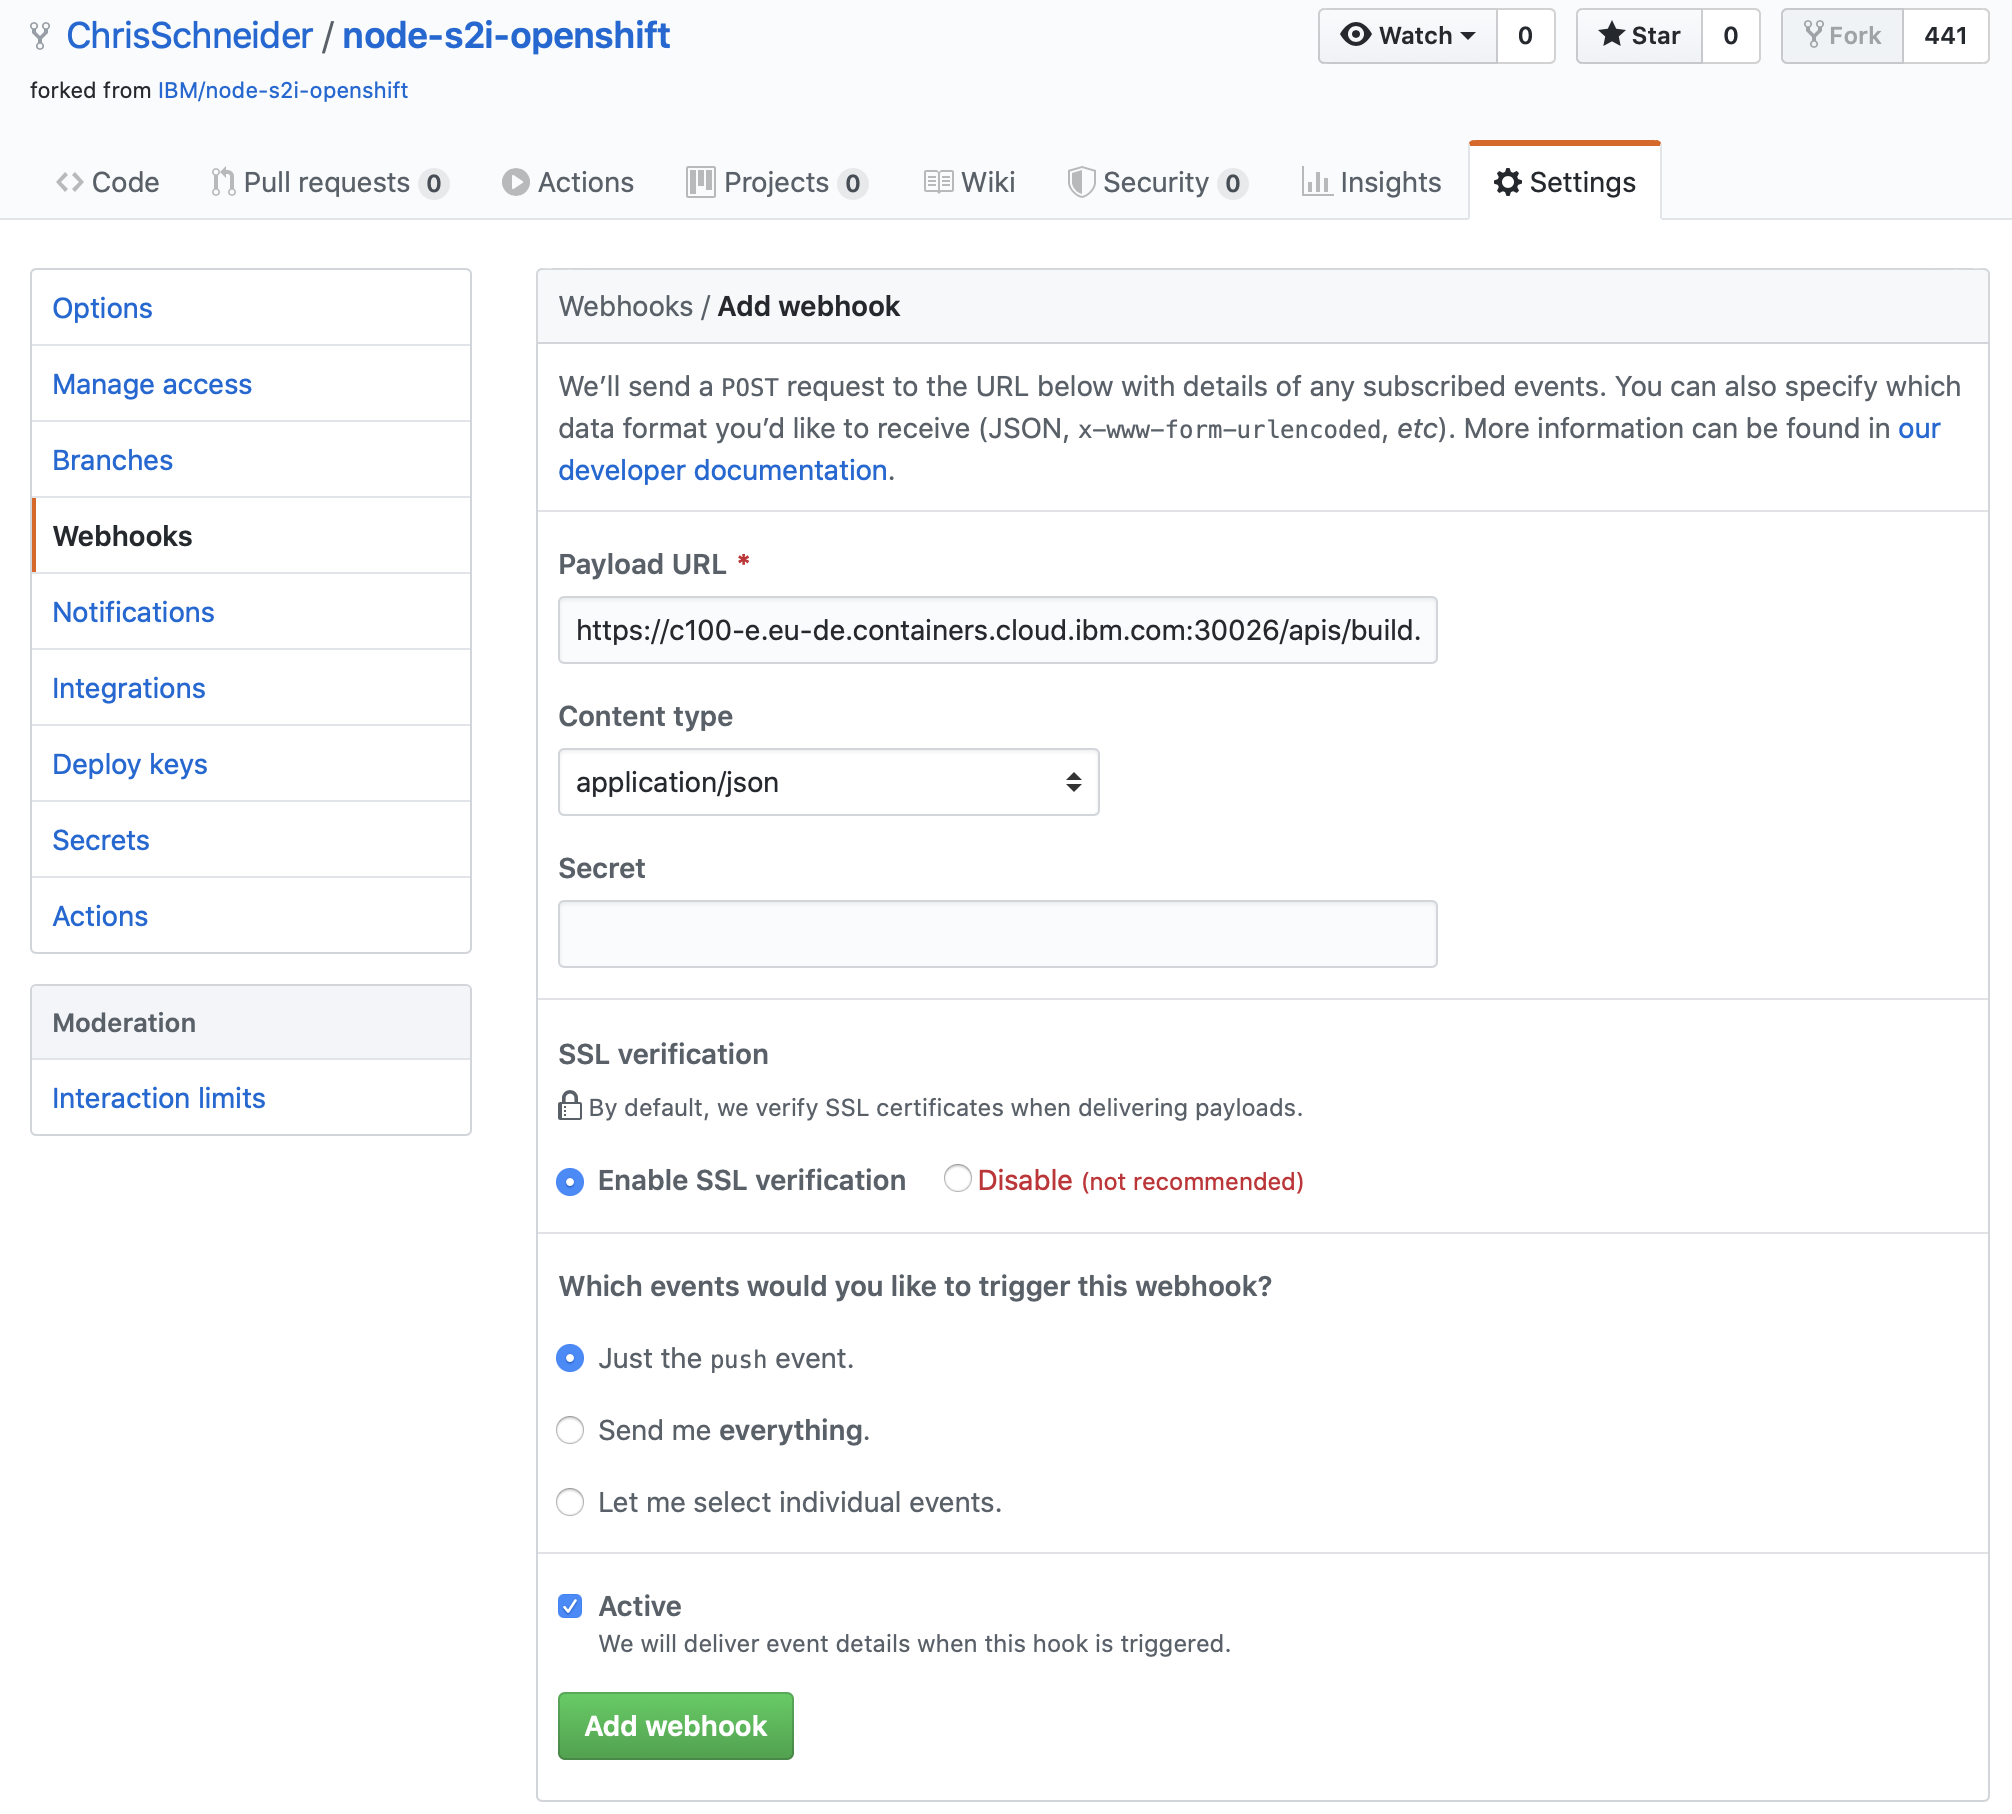 ChrisSchneider / node-s2i-openshift
Watch 0 Star 0 Fork 441
forked from IBM/node-s2i-openshift
Code Pull requests 0 Actions Projects 0 Wiki Security 0 Insights Settings
Options
Manage access
Branches
Webhooks
Notifications
Integrations
Deploy keys
Secrets
Actions
Moderation
Interaction limits
Webhooks / Add webhook
We’ll send a POST request to the URL below with details of any subscribed events. You can also specify which
data format you’d like to receive (JSON, x-www-form-urlencoded, etc). More information can be found in our
developer documentation.
Payload URL *
https://c100-e.eu-de.containers.cloud.ibm.com:30026/apis/build.
Content type
application/json
Secret
SSL verification
By default, we verify SSL certificates when delivering payloads.
Enable SSL verification Disable (not recommended)
Which events would you like to trigger this webhook?
Just the push event.
Send me everything.
Let me select individual events.
Active
We will deliver event details when this hook is triggered.
Add webhook